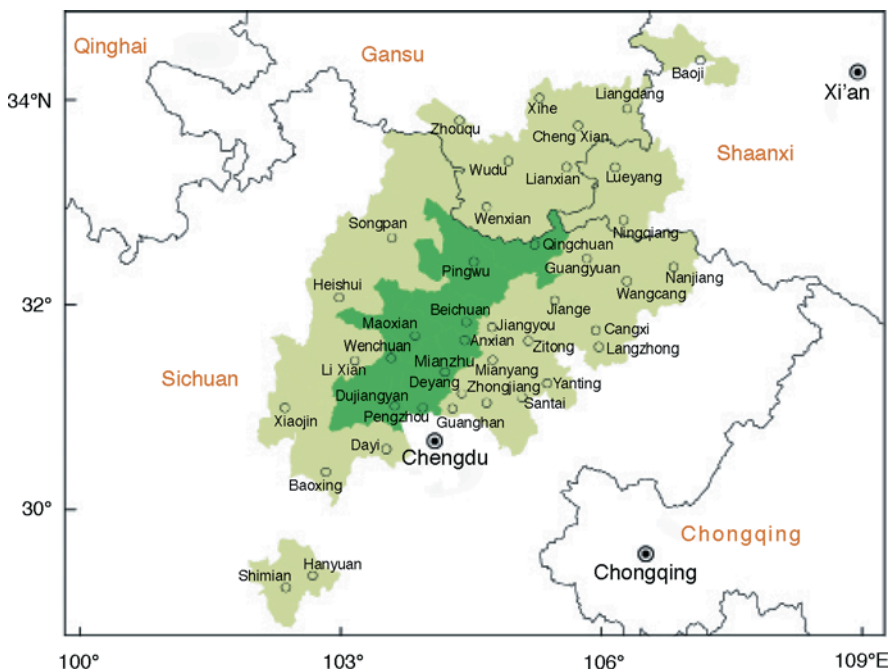 Qinghai
Gansu
Baoji
Xi'an
34°N
Xihe
Liangdang
Zhouqu
Cheng Xian
Shaanxi
Wudu
Lianxian
Lueyang
Songpan
Wenxian
Ningqiang
Qingchuan
Pingwu
Guangyuan
Nanjiang
Heishui
Wangcang
32°
Beichuan
Jiange
Maoxian
Jiangyou
Cangxi
Wenchuan
Anxian
Zitong
Langzhong
Li Xian
Mianzhu
Mianyang
Sichuan
Deyang
Zhongjiang
Yanting
Dujiangyan
Santai
Xiaojin
Pengzhou
Guanghan
Dayi
Chengdu
Baoxing
30°
Chongqing
Hanyuan
Shimian
Chongqing
100°
103°
106°
109°E